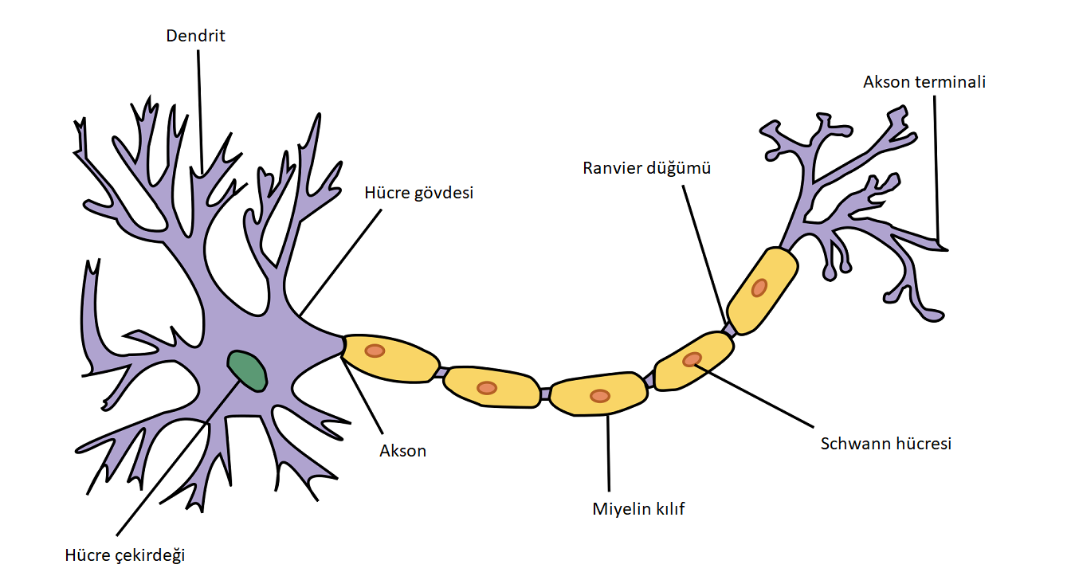 Dendrit
Akson terminali
Ranvier düğümü
Hücre gövdesi
Schwann hücresi
Akson
Miyelin kılıf
Hücre çekirdeği